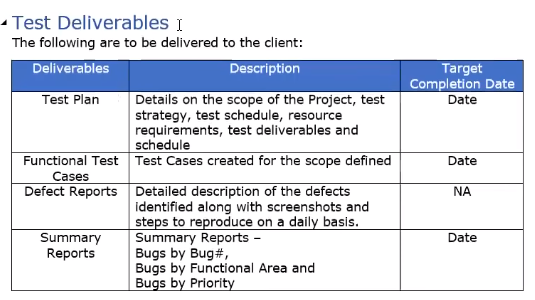 Test Deliverables
The following are to be delivered to the client:
Deliverables Description Target
Completion Date
Test Plan Details on the scope of the Project, test Date
strategy, test schedule, resource
requirements, test deliverables and
schedule
Functional Test Test Cases created for the scope defined Date
Cases
Defect Reports Detailed description of the defects NA
identified along with screenshots and
steps to reproduce on a daily basis.
Summary Summary Reports – Date
Reports Bugs by Bug#,
Bugs by Functional Area and
Bugs by Priority